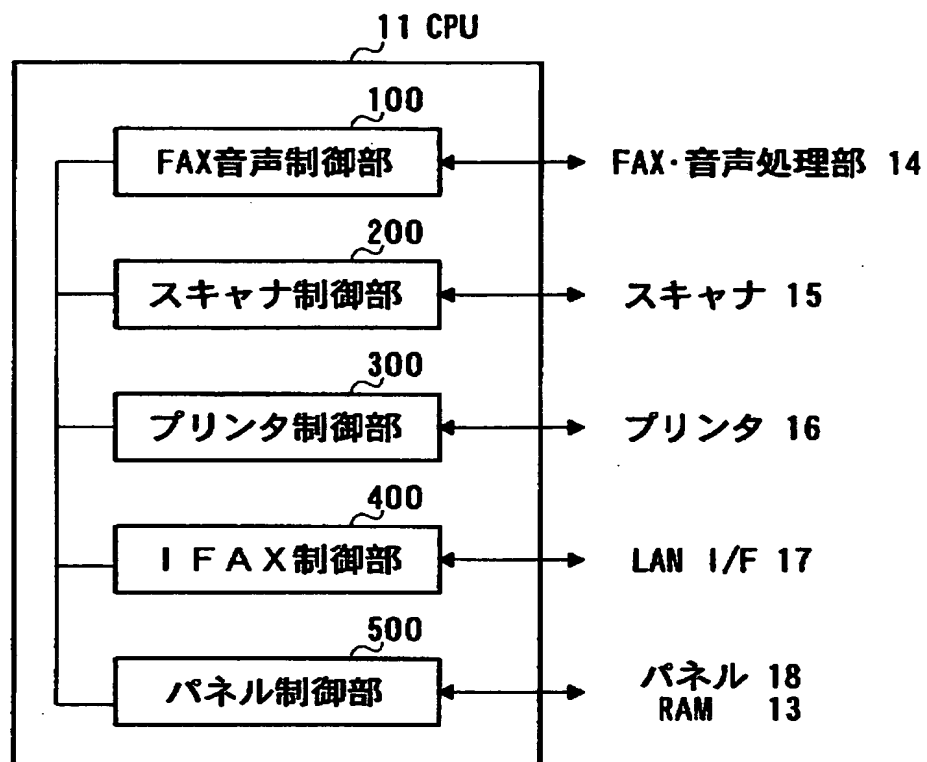 11 CPU
100
FAX音声制御部
FAX・音声処理部 14
200
スキャナ制御部
スキャナ 15
300
プリンタ制御部
プリンタ 16
400
IFAX制御部
LAN I/F 17
500
パネル制御部
パネル 18
RAM 13